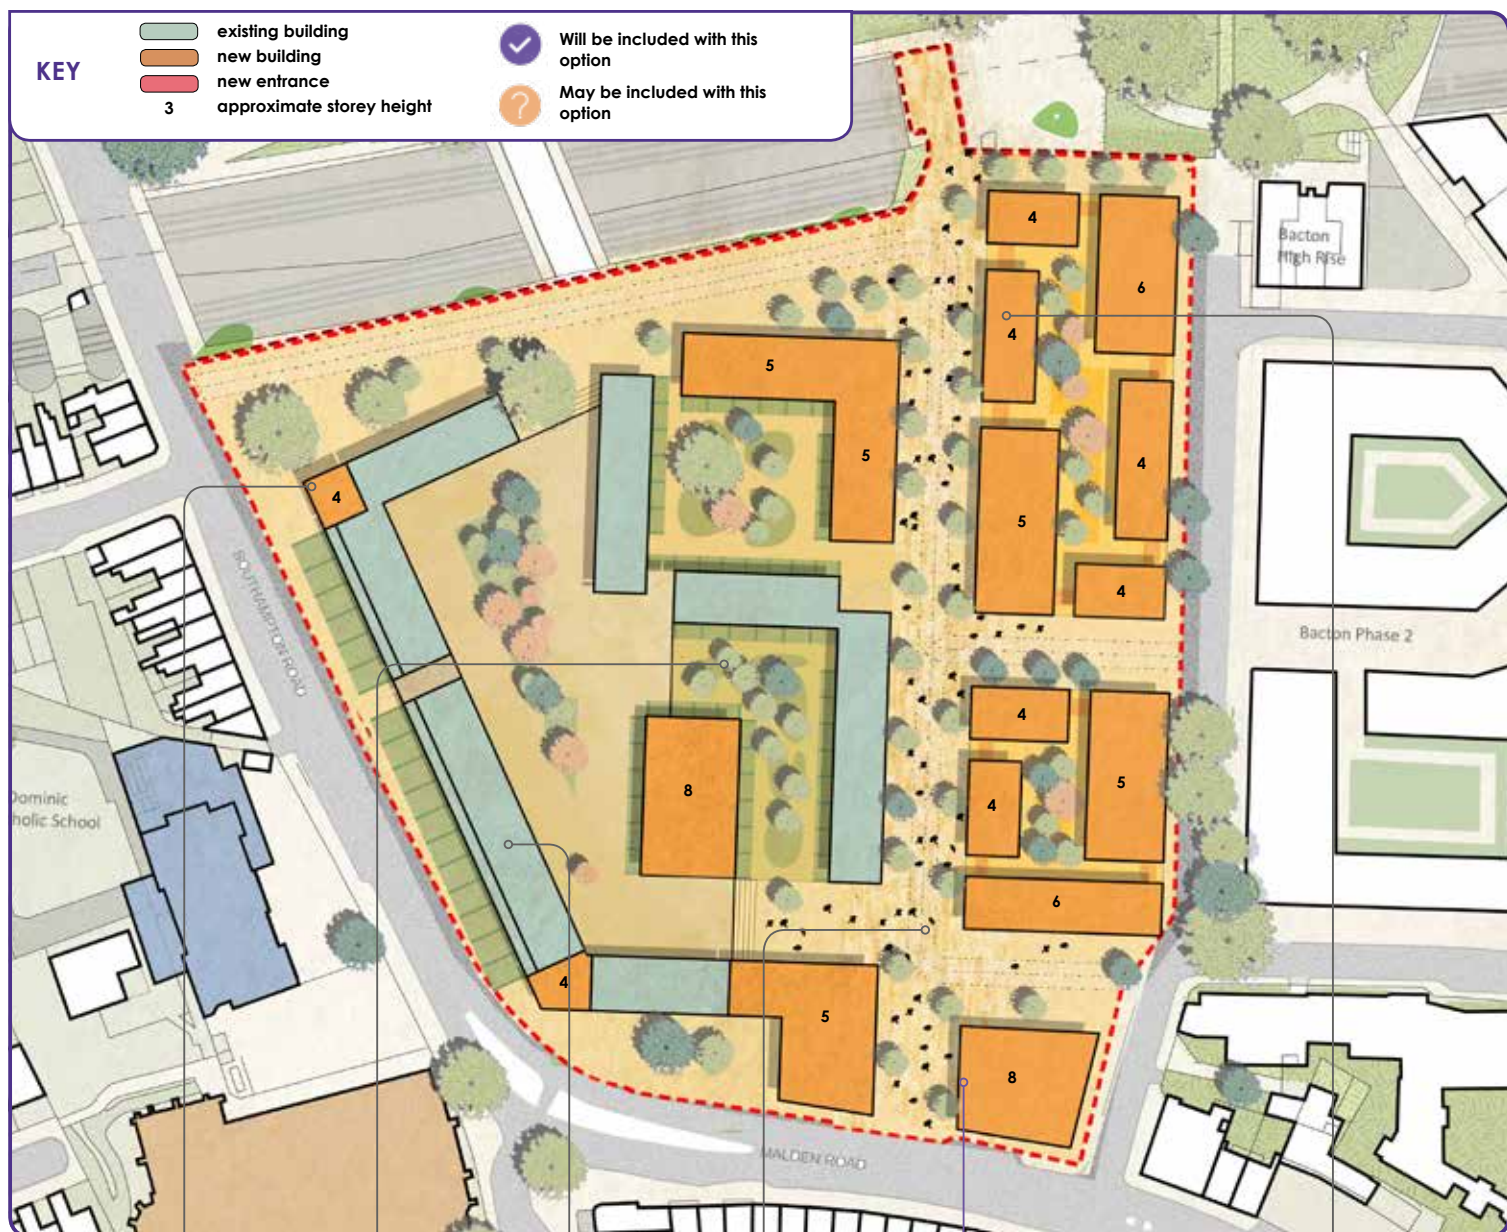 KEY
existing building
new building
new entrance
3 approximate storey height
Will be included with this
option
?
May be included with this
option
4
6
Bacton
High Rise
4
5
4
5
4
5
4
Bacton Phase 2
SOUTHAMPTON ROAD
4
8
4
5
Dominic
holic School
6
4
5
8
MALDEN ROAD